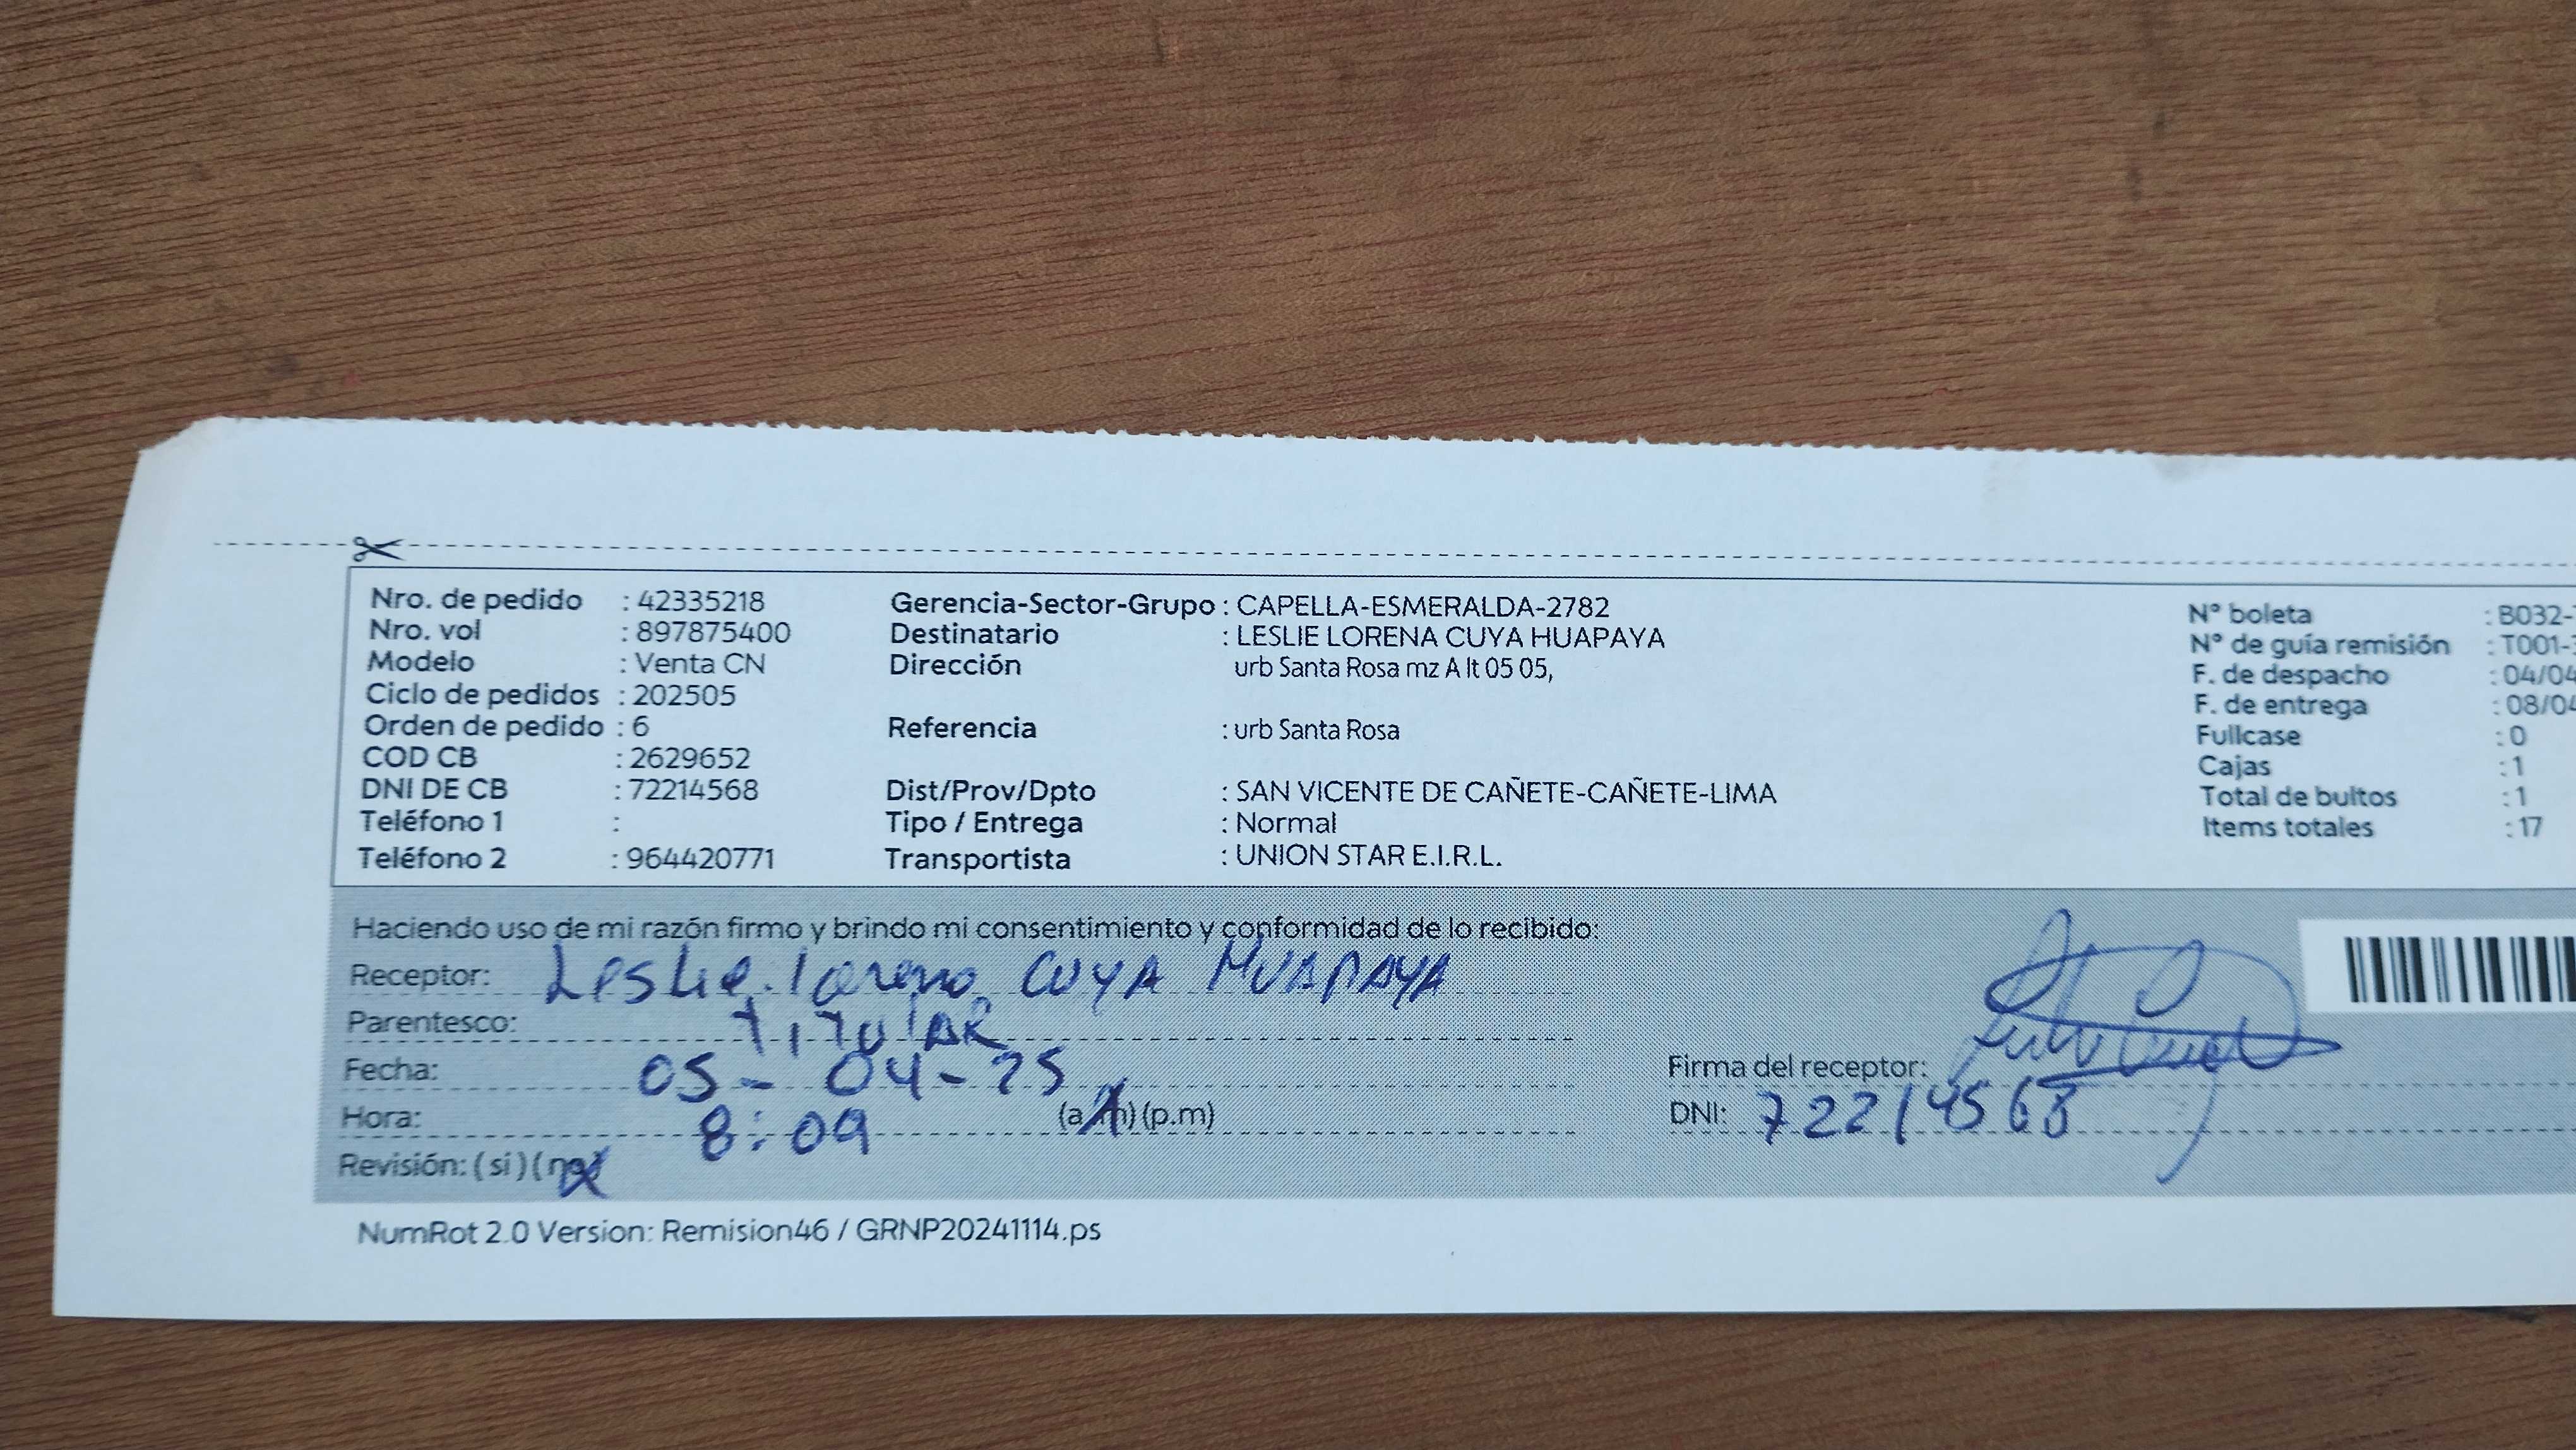 Nro. de pedido : 42335218
Nro. vol : 897875400
Modelo : Venta CN
Ciclo de pedidos : 202505
Orden de pedido : 6
COD CB : 2629652
DNI DE CB : 72214568
Teléfono 1 :
Teléfono 2 : 964420771
Gerencia-Sector-Grupo : CAPELLA-ESMERALDA-2782
Destinatario : LESLIE LORENA CUYA HUAPAYA
Dirección urb Santa Rosa mz A lt 05 05,
Referencia : urb Santa Rosa
Dist/Prov/Dpto : SAN VICENTE DE CAÑETE-CAÑETE-LIMA
Tipo / Entrega : Normal
Transportista : UNION STAR E.I.R.L.
N° boleta : B032-
N° de guía remisión : T001-
F. de despacho : 04/04
F. de entrega : 08/04
Fullcase : 0
Cajas : 1
Total de bultos : 1
Items totales : 17
Haciendo uso de mi razón firmo y brindo mi consentimiento y conformidad de lo recibido:
Receptor: Leslie Lorena CUYA HUAPAYA
Parentesco: TITULAR
Fecha: 05 - 04 - 25
Hora: 8:09 (a.m) (p.m)
Revisión: (si) (no)
Firma del receptor:
DNI: 72214568
NumRot 2.0 Version: Remision46 / GRNP20241114.ps